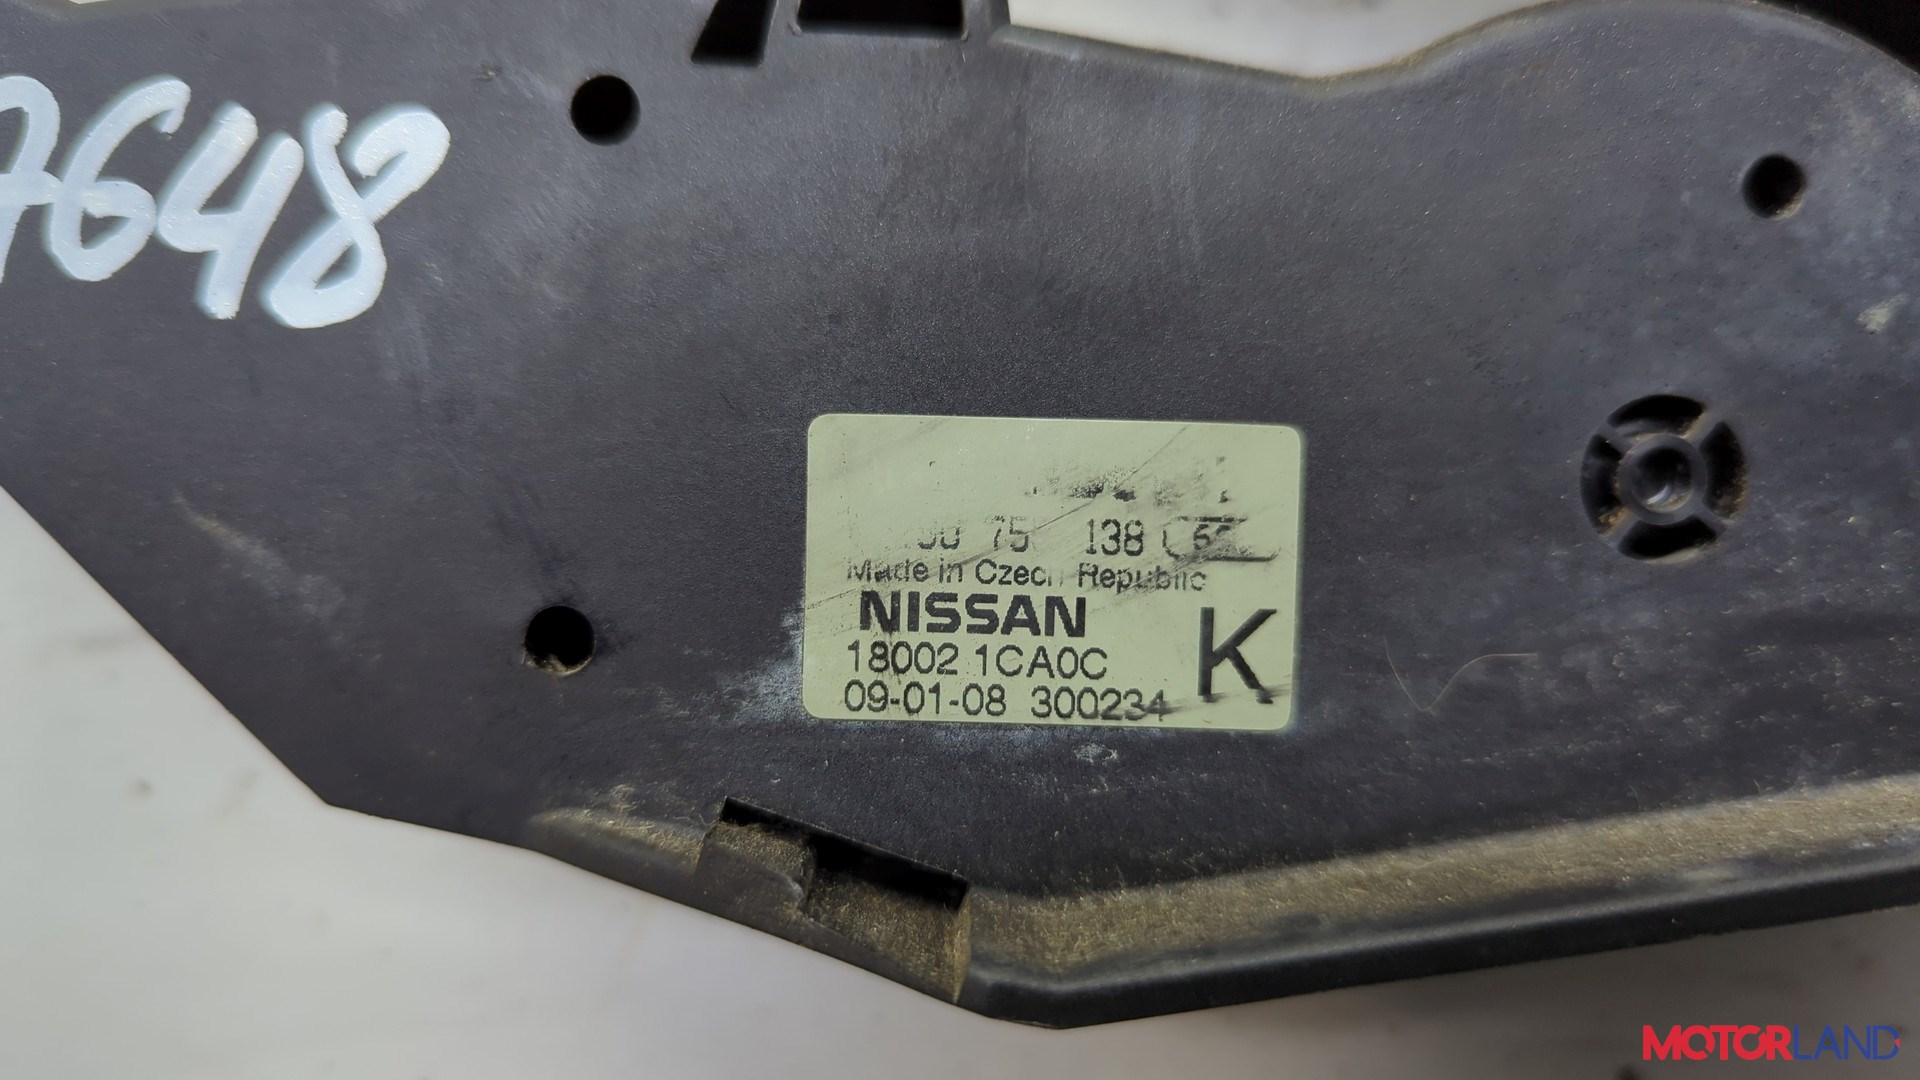 7648
75 138
Made in Czech Republic
NISSAN
K
18002 1CA0C
09-01-08 300234
MOTORLAND